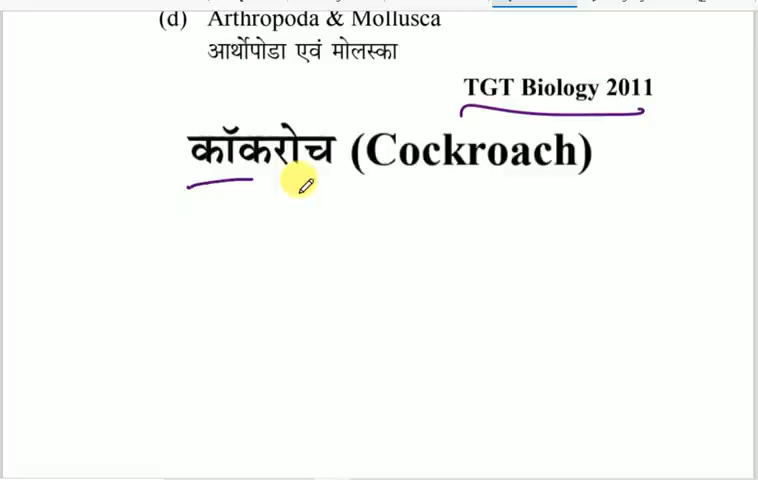 (d) Arthropoda & Mollusca
आर्थोपोडा एवं मोलस्का
TGT Biology 2011
कॉकरोच (Cockroach)